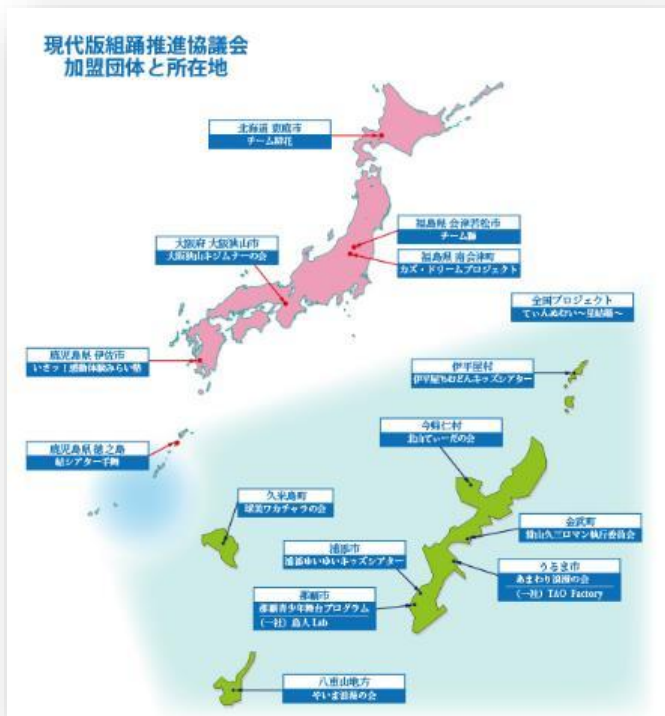 現代版組踊推進協議会
加盟団体と所在地
北海道 恵庭市
チーム絆花
福島県 会津若松市
チーム息吹
大阪府 大阪狭山市
大阪狭山キジムナーの会
福島県 南会津町
カズ・ドリームプロジェクト
全国プロジェクト
てぃんぬむい~星結姫~
鹿児島県 伊佐市
いさッ!感動体験みらい塾
伊平屋村
伊平屋ちむどんキッズシアター
今帰仁村
北山てぃーだの会
鹿児島県 徳之島
結シアター手舞
久米島町
球美ワカチャラの会
金武町
當山久三ロマン執行委員会
浦添市
浦添ゆいゆいキッズシアター
うるま市
あまわり浪漫の会
(一社)TAO Factory
那覇市
那覇青少年舞台プログラム
(一社)島人Lab
八重山地方
やいま浪漫の会